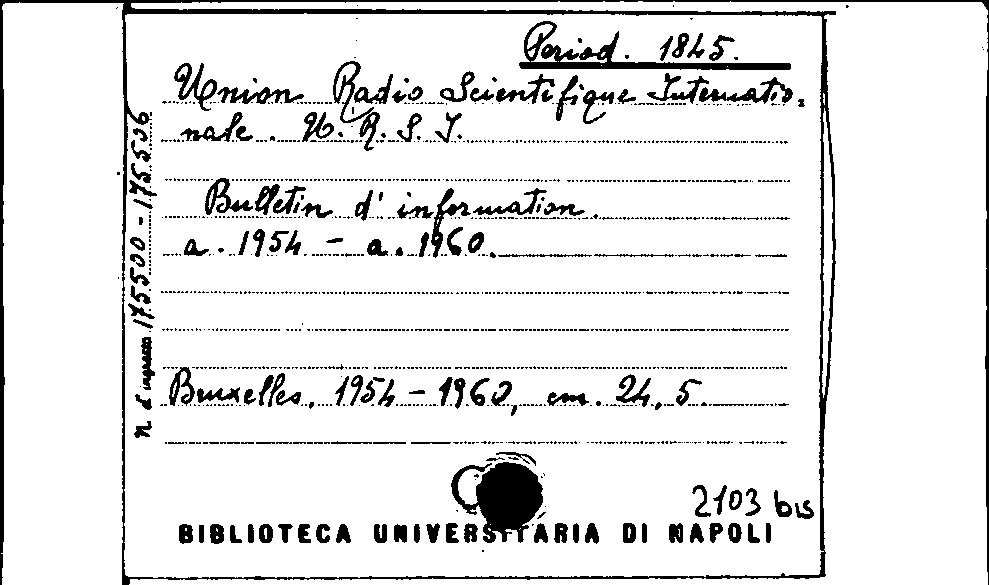 Period. 1845.
Union Radio Scientifique Internatio=
nale. U. R. S. I.
Bulletin d' information.
a. 1954 - a. 1960.
Bruxelles, 1954 - 1960, cm. 24,5.
n. d'ingresso 175500 - 175506
2103 bis
BIBLIOTECA UNIVERSITARIA DI NAPOLI